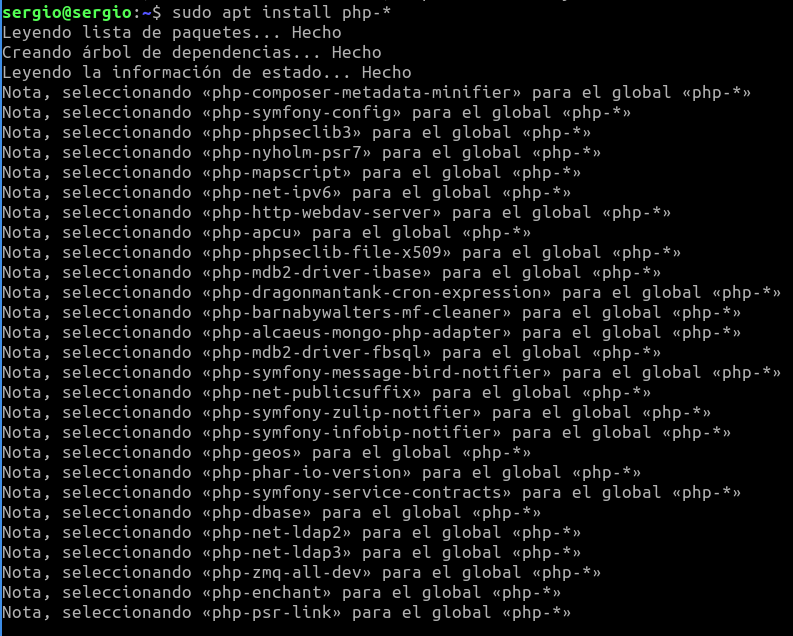 sergio@sergio:~$ sudo apt install php-*
Leyendo lista de paquetes... Hecho
Creando árbol de dependencias... Hecho
Leyendo la información de estado... Hecho
Nota, seleccionando «php-composer-metadata-minifier» para el global «php-*»
Nota, seleccionando «php-symfony-config» para el global «php-*»
Nota, seleccionando «php-phpseclib3» para el global «php-*»
Nota, seleccionando «php-nyholm-psr7» para el global «php-*»
Nota, seleccionando «php-mapscript» para el global «php-*»
Nota, seleccionando «php-net-ipv6» para el global «php-*»
Nota, seleccionando «php-http-webdav-server» para el global «php-*»
Nota, seleccionando «php-apcu» para el global «php-*»
Nota, seleccionando «php-phpseclib-file-x509» para el global «php-*»
Nota, seleccionando «php-mdb2-driver-ibase» para el global «php-*»
Nota, seleccionando «php-dragonmantank-cron-expression» para el global «php-*»
Nota, seleccionando «php-barnabywalters-mf-cleaner» para el global «php-*»
Nota, seleccionando «php-alcaeus-mongo-php-adapter» para el global «php-*»
Nota, seleccionando «php-mdb2-driver-fbsql» para el global «php-*»
Nota, seleccionando «php-symfony-message-bird-notifier» para el global «php-*»
Nota, seleccionando «php-net-publicsuffix» para el global «php-*»
Nota, seleccionando «php-symfony-zulip-notifier» para el global «php-*»
Nota, seleccionando «php-symfony-infobip-notifier» para el global «php-*»
Nota, seleccionando «php-geos» para el global «php-*»
Nota, seleccionando «php-phar-io-version» para el global «php-*»
Nota, seleccionando «php-symfony-service-contracts» para el global «php-*»
Nota, seleccionando «php-dbase» para el global «php-*»
Nota, seleccionando «php-net-ldap2» para el global «php-*»
Nota, seleccionando «php-net-ldap3» para el global «php-*»
Nota, seleccionando «php-zmq-all-dev» para el global «php-*»
Nota, seleccionando «php-enchant» para el global «php-*»
Nota, seleccionando «php-psr-link» para el global «php-*»